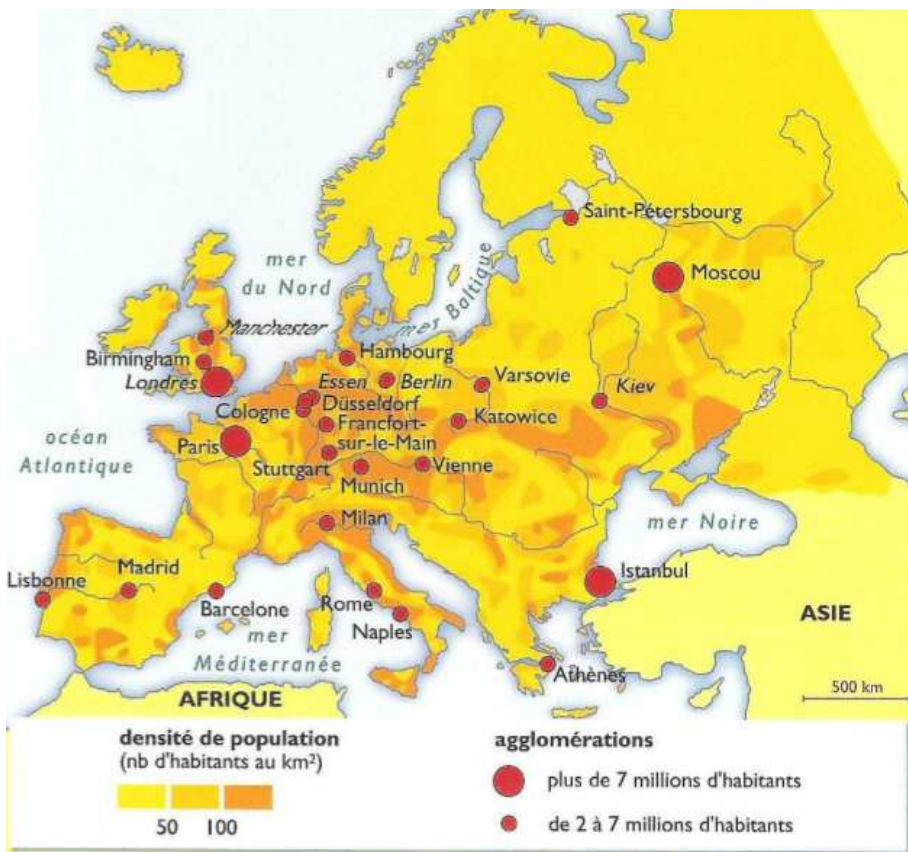 Saint-Pétersbourg
Moscou
mer
du Nord
mer Baltique
Manchester
Birmingham
Londres
Hambourg
Essen
Berlin
Varsovie
Kiev
Cologne
Düsseldorf
Katowice
Francfort-
sur-le-Main
océan
Atlantique
Paris
Stuttgart
Vienne
Munich
Milan
mer Noire
Madrid
Lisbonne
Barcelone
Rome
Istanbul
Naples
ASIE
mer
Méditerranée
Athènes
AFRIQUE
500 km
densité de population
(nb d'habitants au km²)
50 100
agglomérations
plus de 7 millions d'habitants
de 2 à 7 millions d'habitants